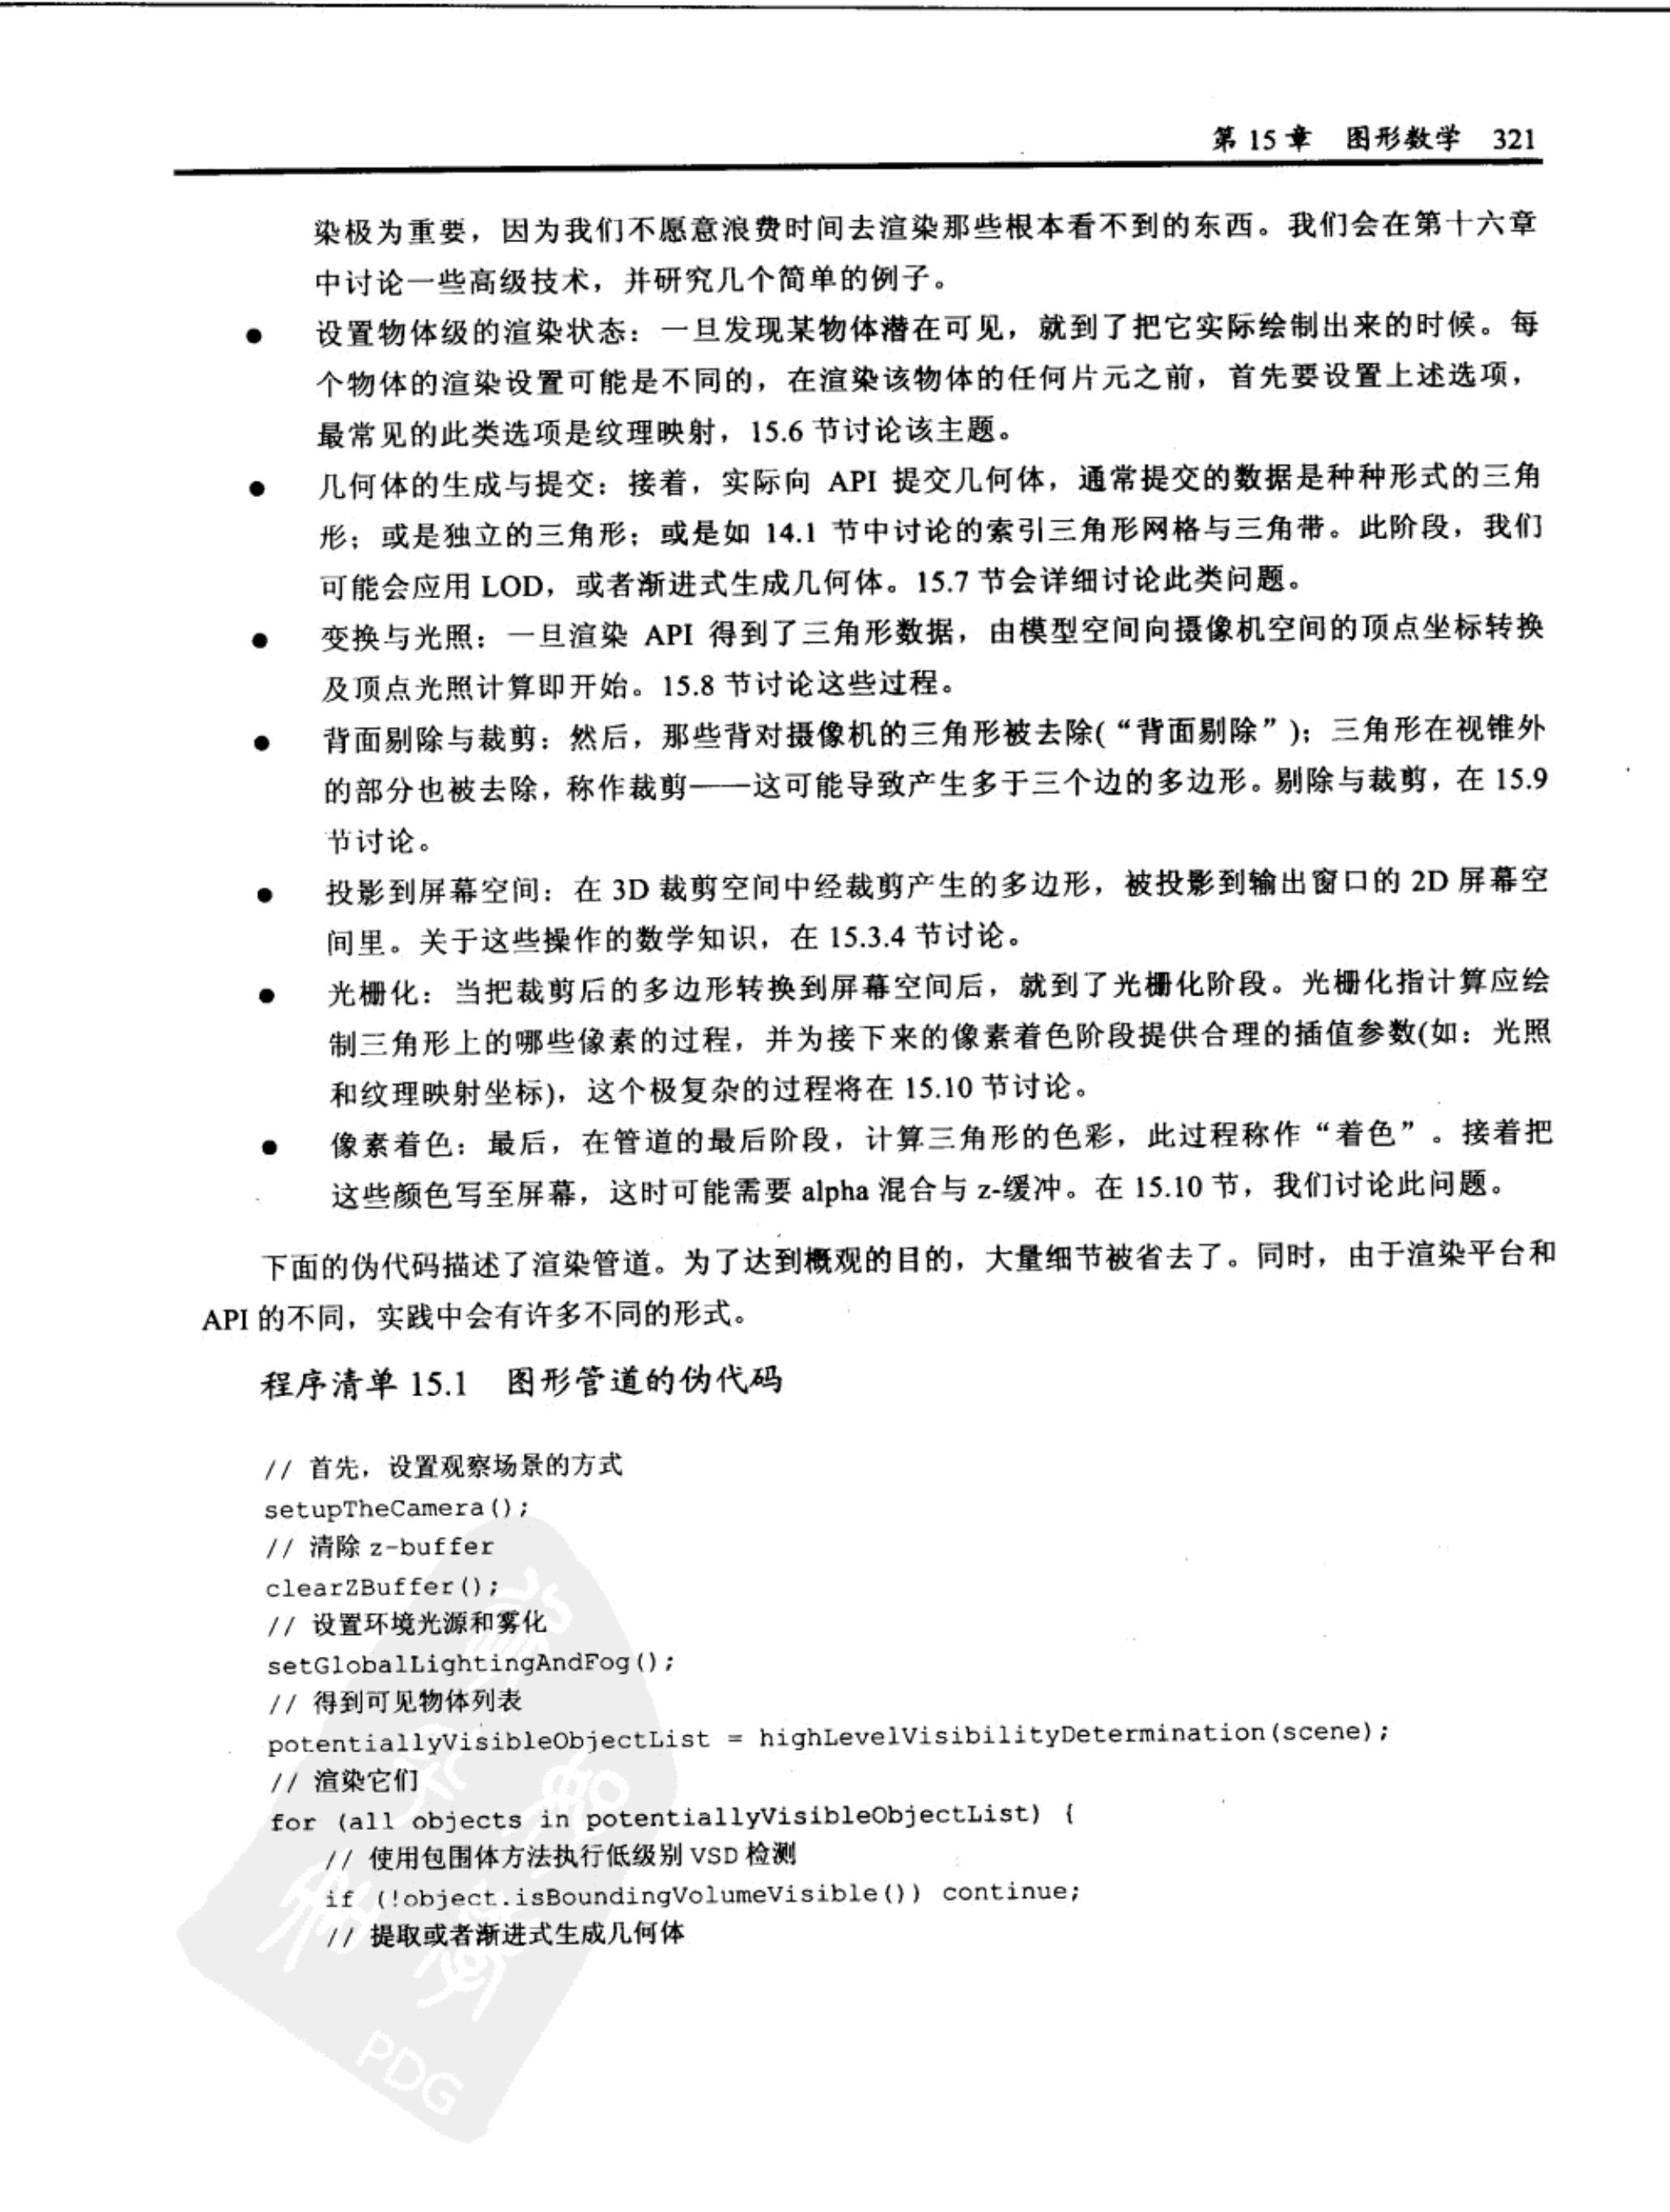 第 15 章 图形数学 321
染极为重要，因为我们不愿意浪费时间去渲染那些根本看不到的东西。我们会在第十六章
中讨论一些高级技术，并研究几个简单的例子。
● 设置物体级的渲染状态：一旦发现某物体潜在可见，就到了把它实际绘制出来的时候。每
个物体的渲染设置可能是不同的，在渲染该物体的任何片元之前，首先要设置上述选项，
最常见的此类选项是纹理映射，15.6 节讨论该主题。
● 几何体的生成与提交：接着，实际向 API 提交几何体，通常提交的数据是种种形式的三角
形；或是独立的三角形；或是如 14.1 节中讨论的索引三角形网格与三角带。此阶段，我们
可能会应用 LOD，或者渐进式生成几何体。15.7 节会详细讨论此类问题。
● 变换与光照：一旦渲染 API 得到了三角形数据，由模型空间向摄像机空间的顶点坐标转换
及顶点光照计算即开始。15.8 节讨论这些过程。
● 背面剔除与裁剪：然后，那些背对摄像机的三角形被去除(“背面剔除”)；三角形在视锥外
的部分也被去除，称作裁剪——这可能导致产生多于三个边的多边形。剔除与裁剪，在 15.9
节讨论。
● 投影到屏幕空间：在 3D 裁剪空间中经裁剪产生的多边形，被投影到输出窗口的 2D 屏幕空
间里。关于这些操作的数学知识，在 15.3.4 节讨论。
● 光栅化：当把裁剪后的多边形转换到屏幕空间后，就到了光栅化阶段。光栅化指计算应绘
制三角形上的哪些像素的过程，并为接下来的像素着色阶段提供合理的插值参数(如：光照
和纹理映射坐标)，这个极复杂的过程将在 15.10 节讨论。
● 像素着色：最后，在管道的最后阶段，计算三角形的色彩，此过程称作“着色”。接着把
这些颜色写至屏幕，这时可能需要 alpha 混合与 z-缓冲。在 15.10 节，我们讨论此问题。
下面的伪代码描述了渲染管道。为了达到概观的目的，大量细节被省去了。同时，由于渲染平台和
API 的不同，实践中会有许多不同的形式。
程序清单 15.1 图形管道的伪代码
// 首先，设置观察场景的方式
setupTheCamera();
// 清除 z-buffer
clearZBuffer();
// 设置环境光源和雾化
setGlobalLightingAndFog();
// 得到可见物体列表
potentiallyVisibleObjectList = highLevelVisibilityDetermination(scene);
// 渲染它们
for (all objects in potentiallyVisibleObjectList) {
// 使用包围体方法执行低级别 VSD 检测
if (!object.isBoundingVolumeVisible()) continue;
// 提取或者渐进式生成几何体
PDG